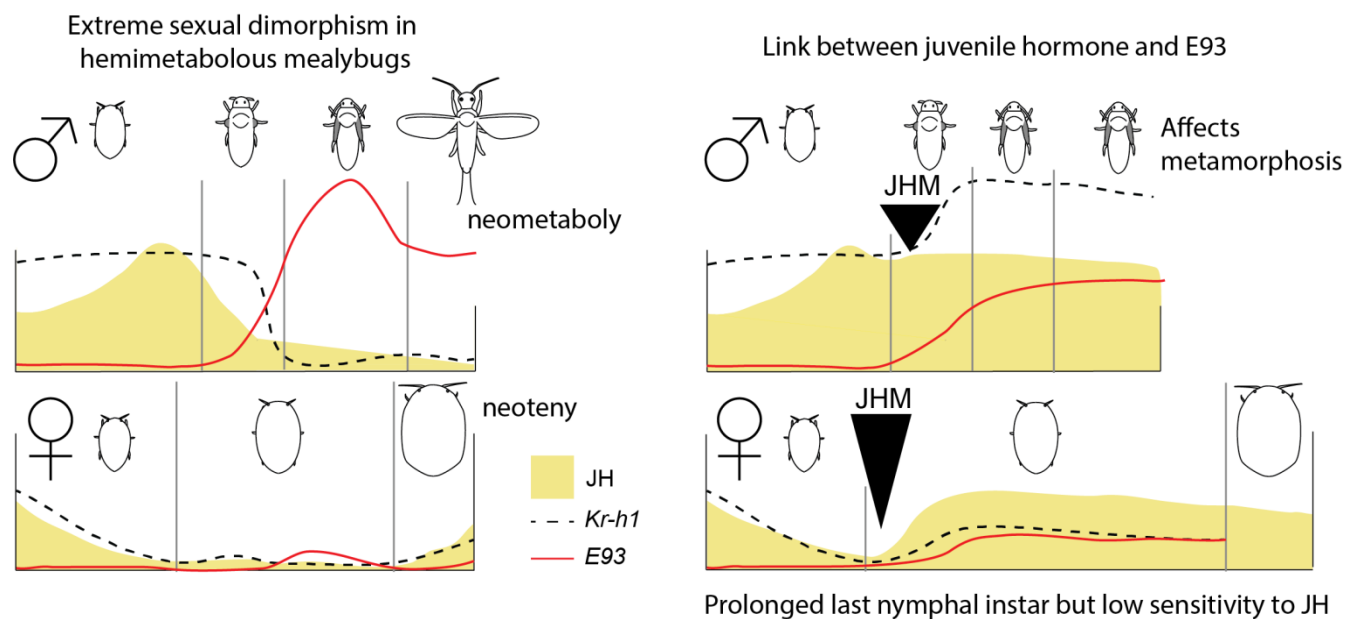 Extreme sexual dimorphism in
hemimetabolous mealybugs
neometaboly
neoteny
JH
Kr-h1
E93
Link between juvenile hormone and E93
Affects
metamorphosis
JHM
JHM
Prolonged last nymphal instar but low sensitivity to JH